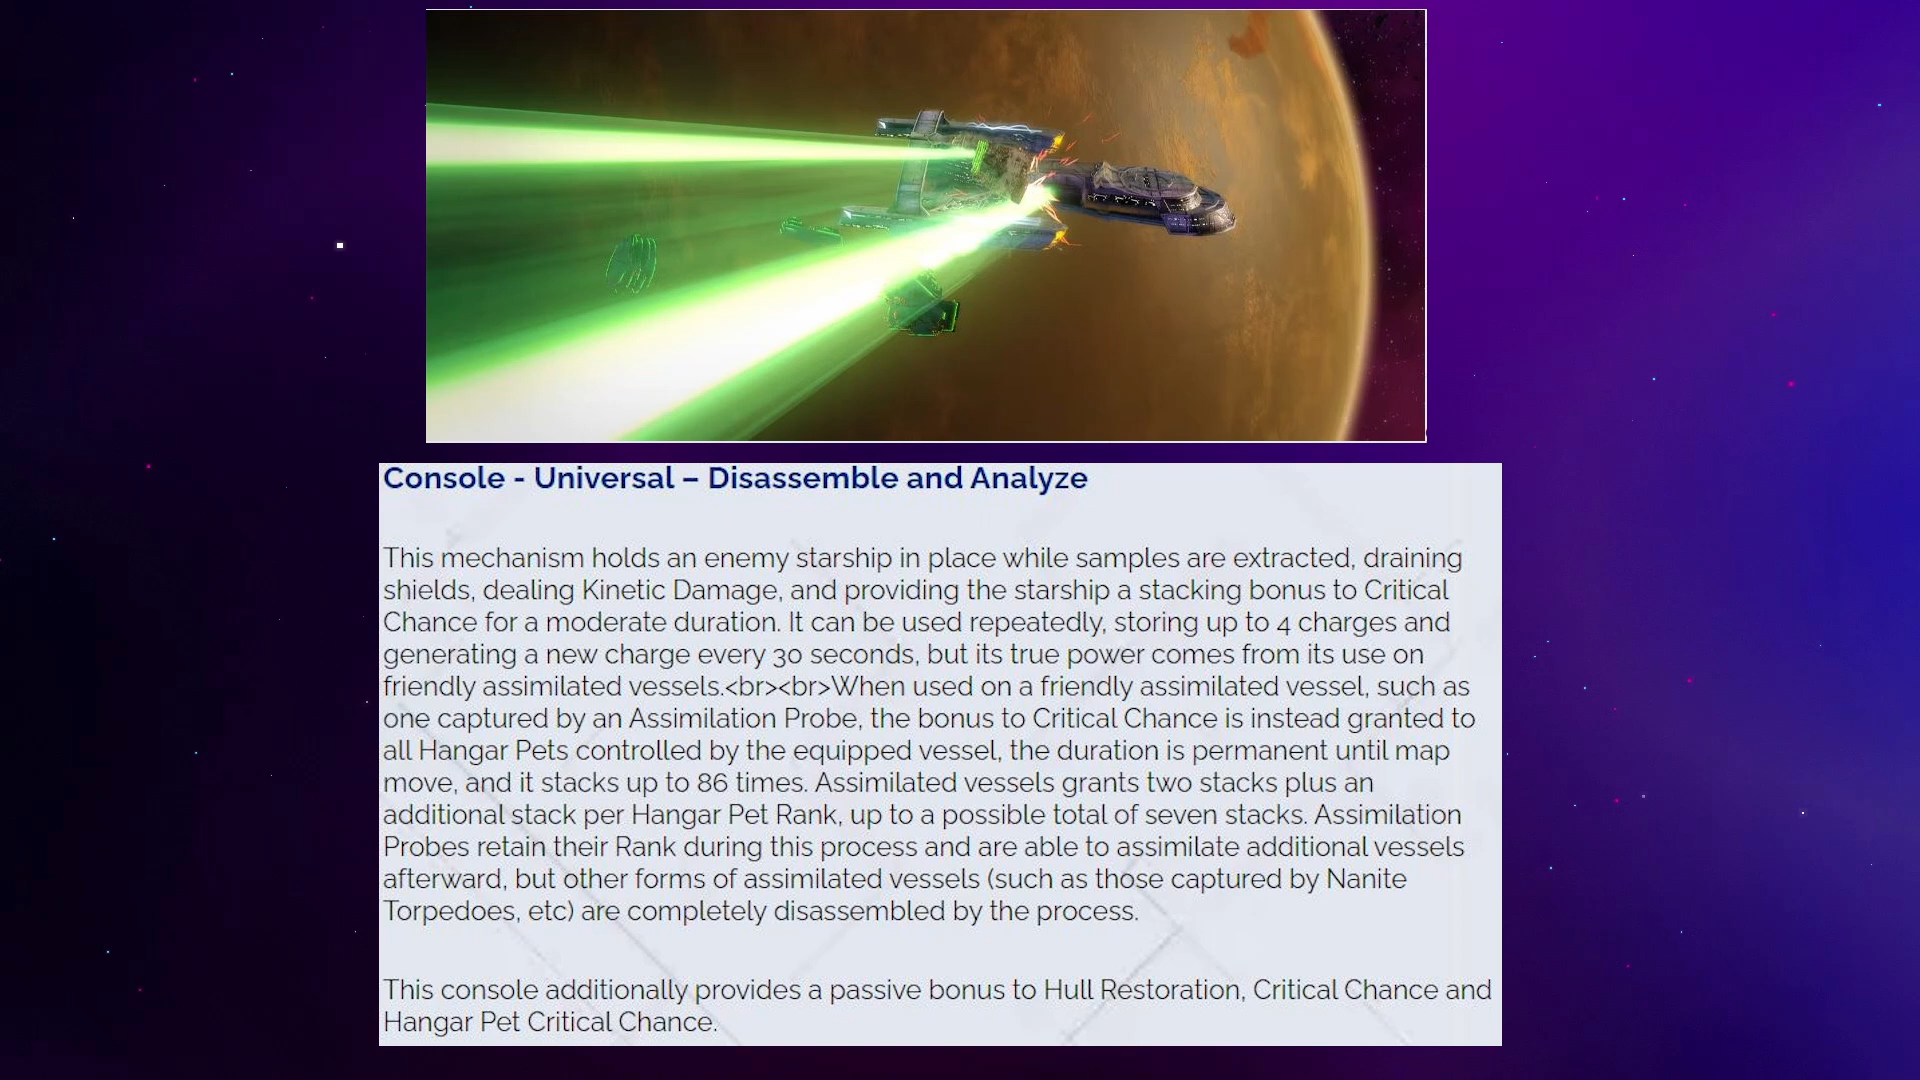 Console - Universal – Disassemble and Analyze
This mechanism holds an enemy starship in place while samples are extracted, draining
shields, dealing Kinetic Damage, and providing the starship a stacking bonus to Critical
Chance for a moderate duration. It can be used repeatedly, storing up to 4 charges and
generating a new charge every 30 seconds, but its true power comes from its use on
friendly assimilated vessels.<br><br>When used on a friendly assimilated vessel, such as
one captured by an Assimilation Probe, the bonus to Critical Chance is instead granted to
all Hangar Pets controlled by the equipped vessel, the duration is permanent until map
move, and it stacks up to 86 times. Assimilated vessels grants two stacks plus an
additional stack per Hangar Pet Rank, up to a possible total of seven stacks. Assimilation
Probes retain their Rank during this process and are able to assimilate additional vessels
afterward, but other forms of assimilated vessels (such as those captured by Nanite
Torpedoes, etc) are completely disassembled by the process.
This console additionally provides a passive bonus to Hull Restoration, Critical Chance and
Hangar Pet Critical Chance.